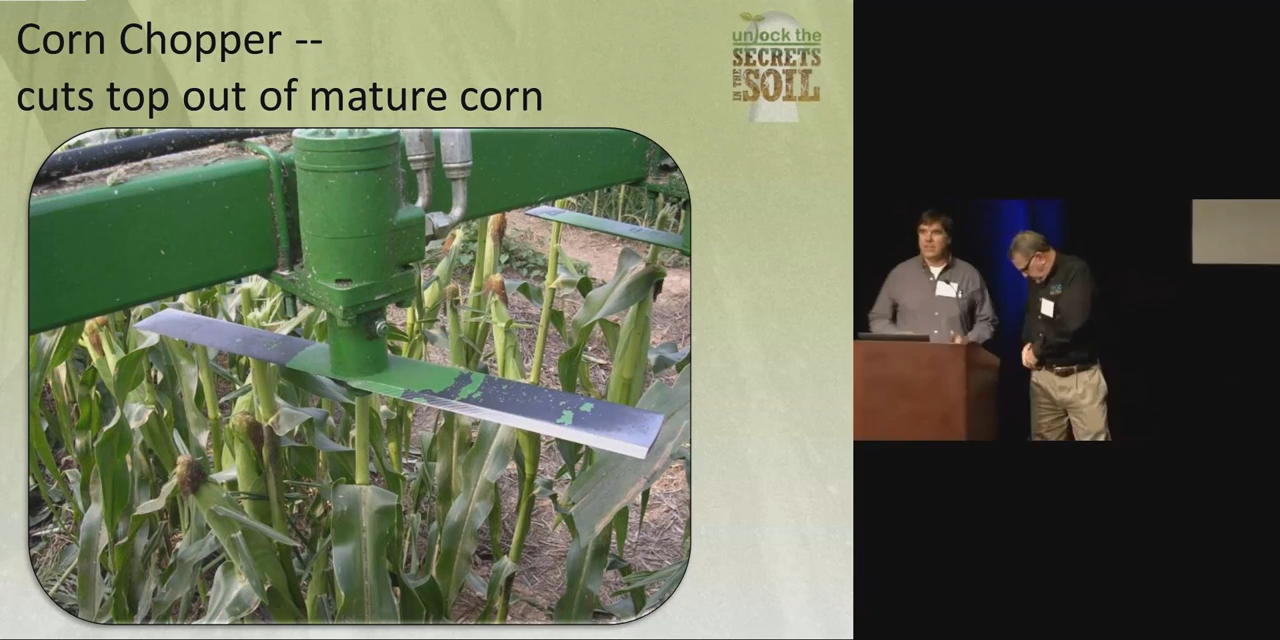 Corn Chopper --
cuts top out of mature corn
unlock the
SECRETS
IN THE
SOIL